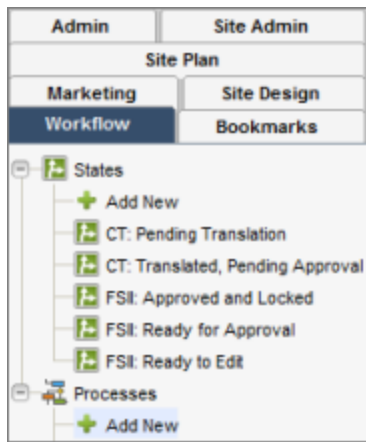 Admin Site Admin
Site Plan
Marketing Site Design
Workflow Bookmarks
States
Add New
CT: Pending Translation
CT: Translated, Pending Approval
FSII: Approved and Locked
FSII: Ready for Approval
FSII: Ready to Edit
Processes
Add New